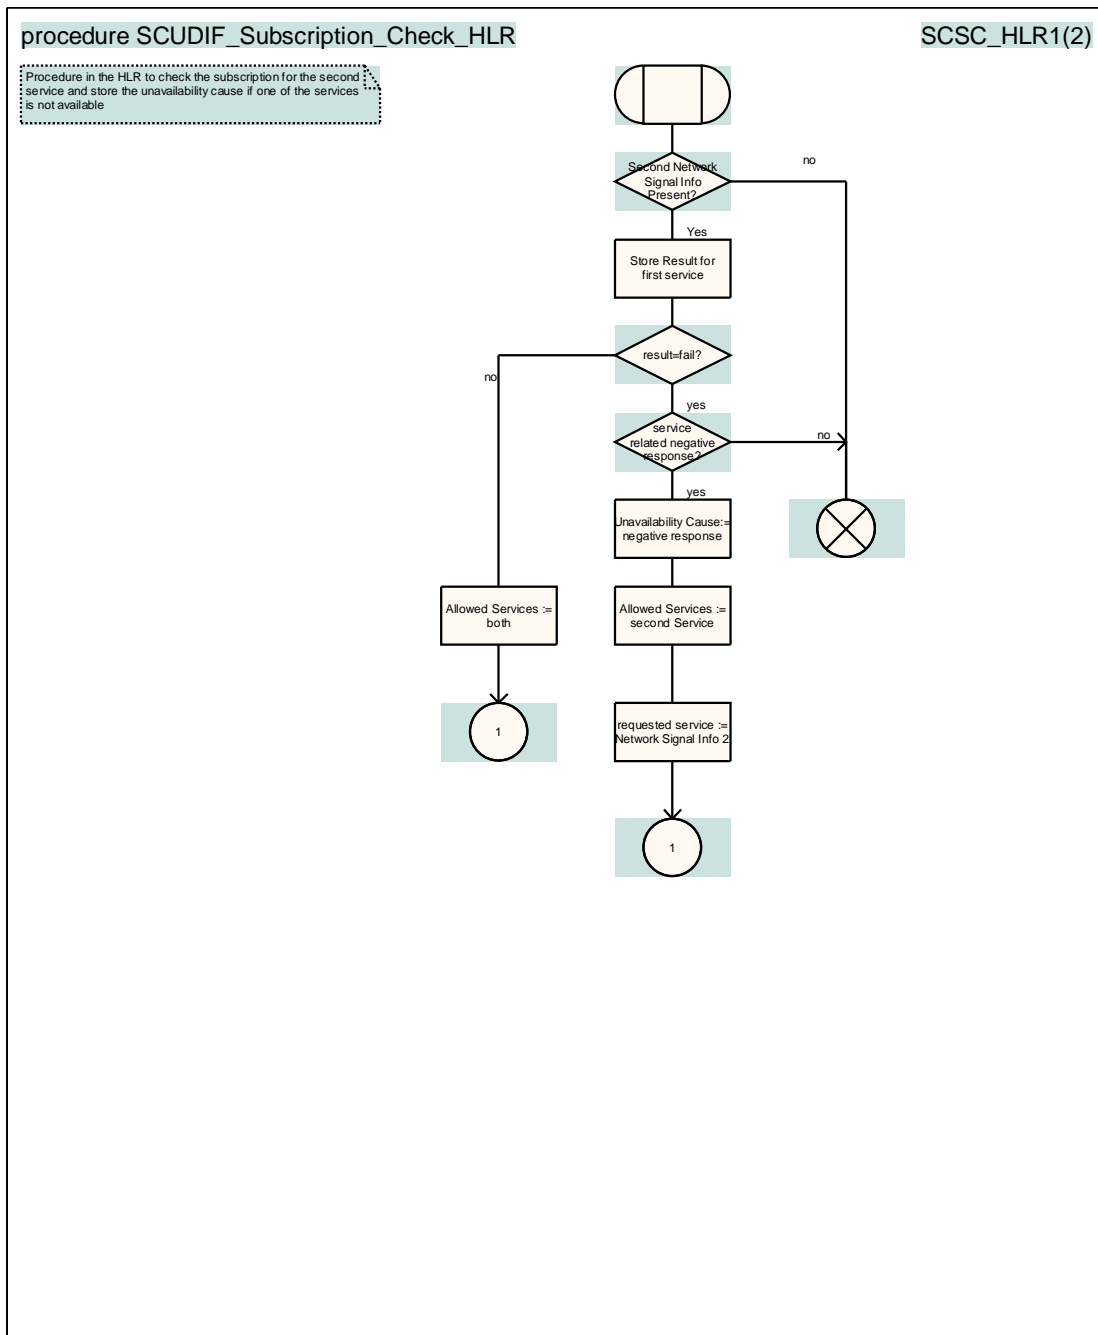 procedure SCUDIF_Subscription_Check_HLR
SCSC_HLR1(2)
Procedure in the HLR to check the subscription for the second
service and store the unavailability cause if one of the services
is not available
Second Network
Signal Info
Present?
no
Yes
Store Result for
first service
result=fail?
no
yes
service
related negative
response?
no
yes
Unavailability Cause:=
negative response
Allowed Services :=
both
Allowed Services :=
second Service
requested service :=
Network Signal Info 2
1
1